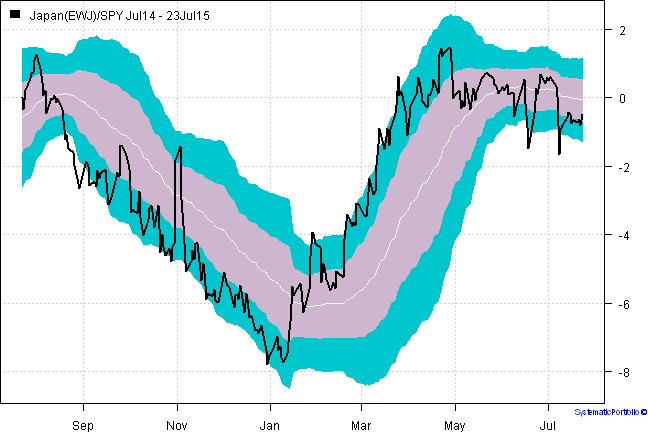 Japan(EWJ)/SPY Jul14 - 23Jul15
2
0
-2
-4
-6
-8
Sep Nov Jan Mar May Jul
SystematicPortfolio ©